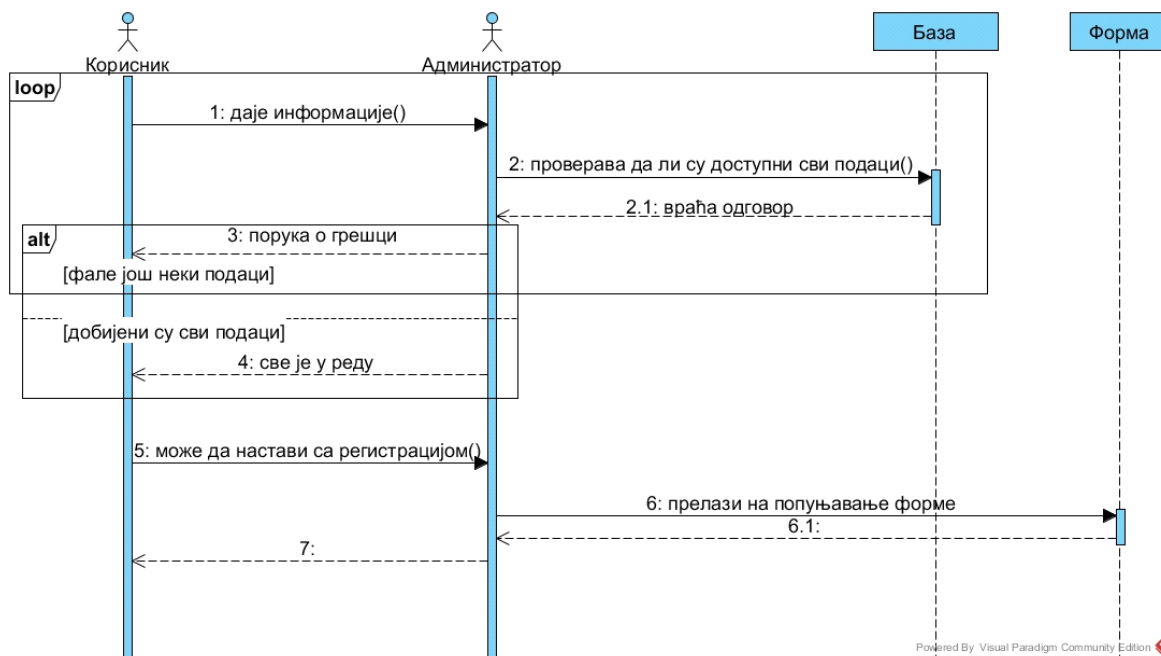 Корисник
Администратор
База
Форма
loop
1: даје информације()
2: проверава да ли су доступни сви подаци()
2.1: враћа одговор
alt
3: порука о грешци
[фале још неки подаци]
[добијени су сви подаци]
4: све је у реду
5: може да настави са регистрацијом()
6: прелази на попуњавање форме
6.1:
7:
Powered By Visual Paradigm Community Edition